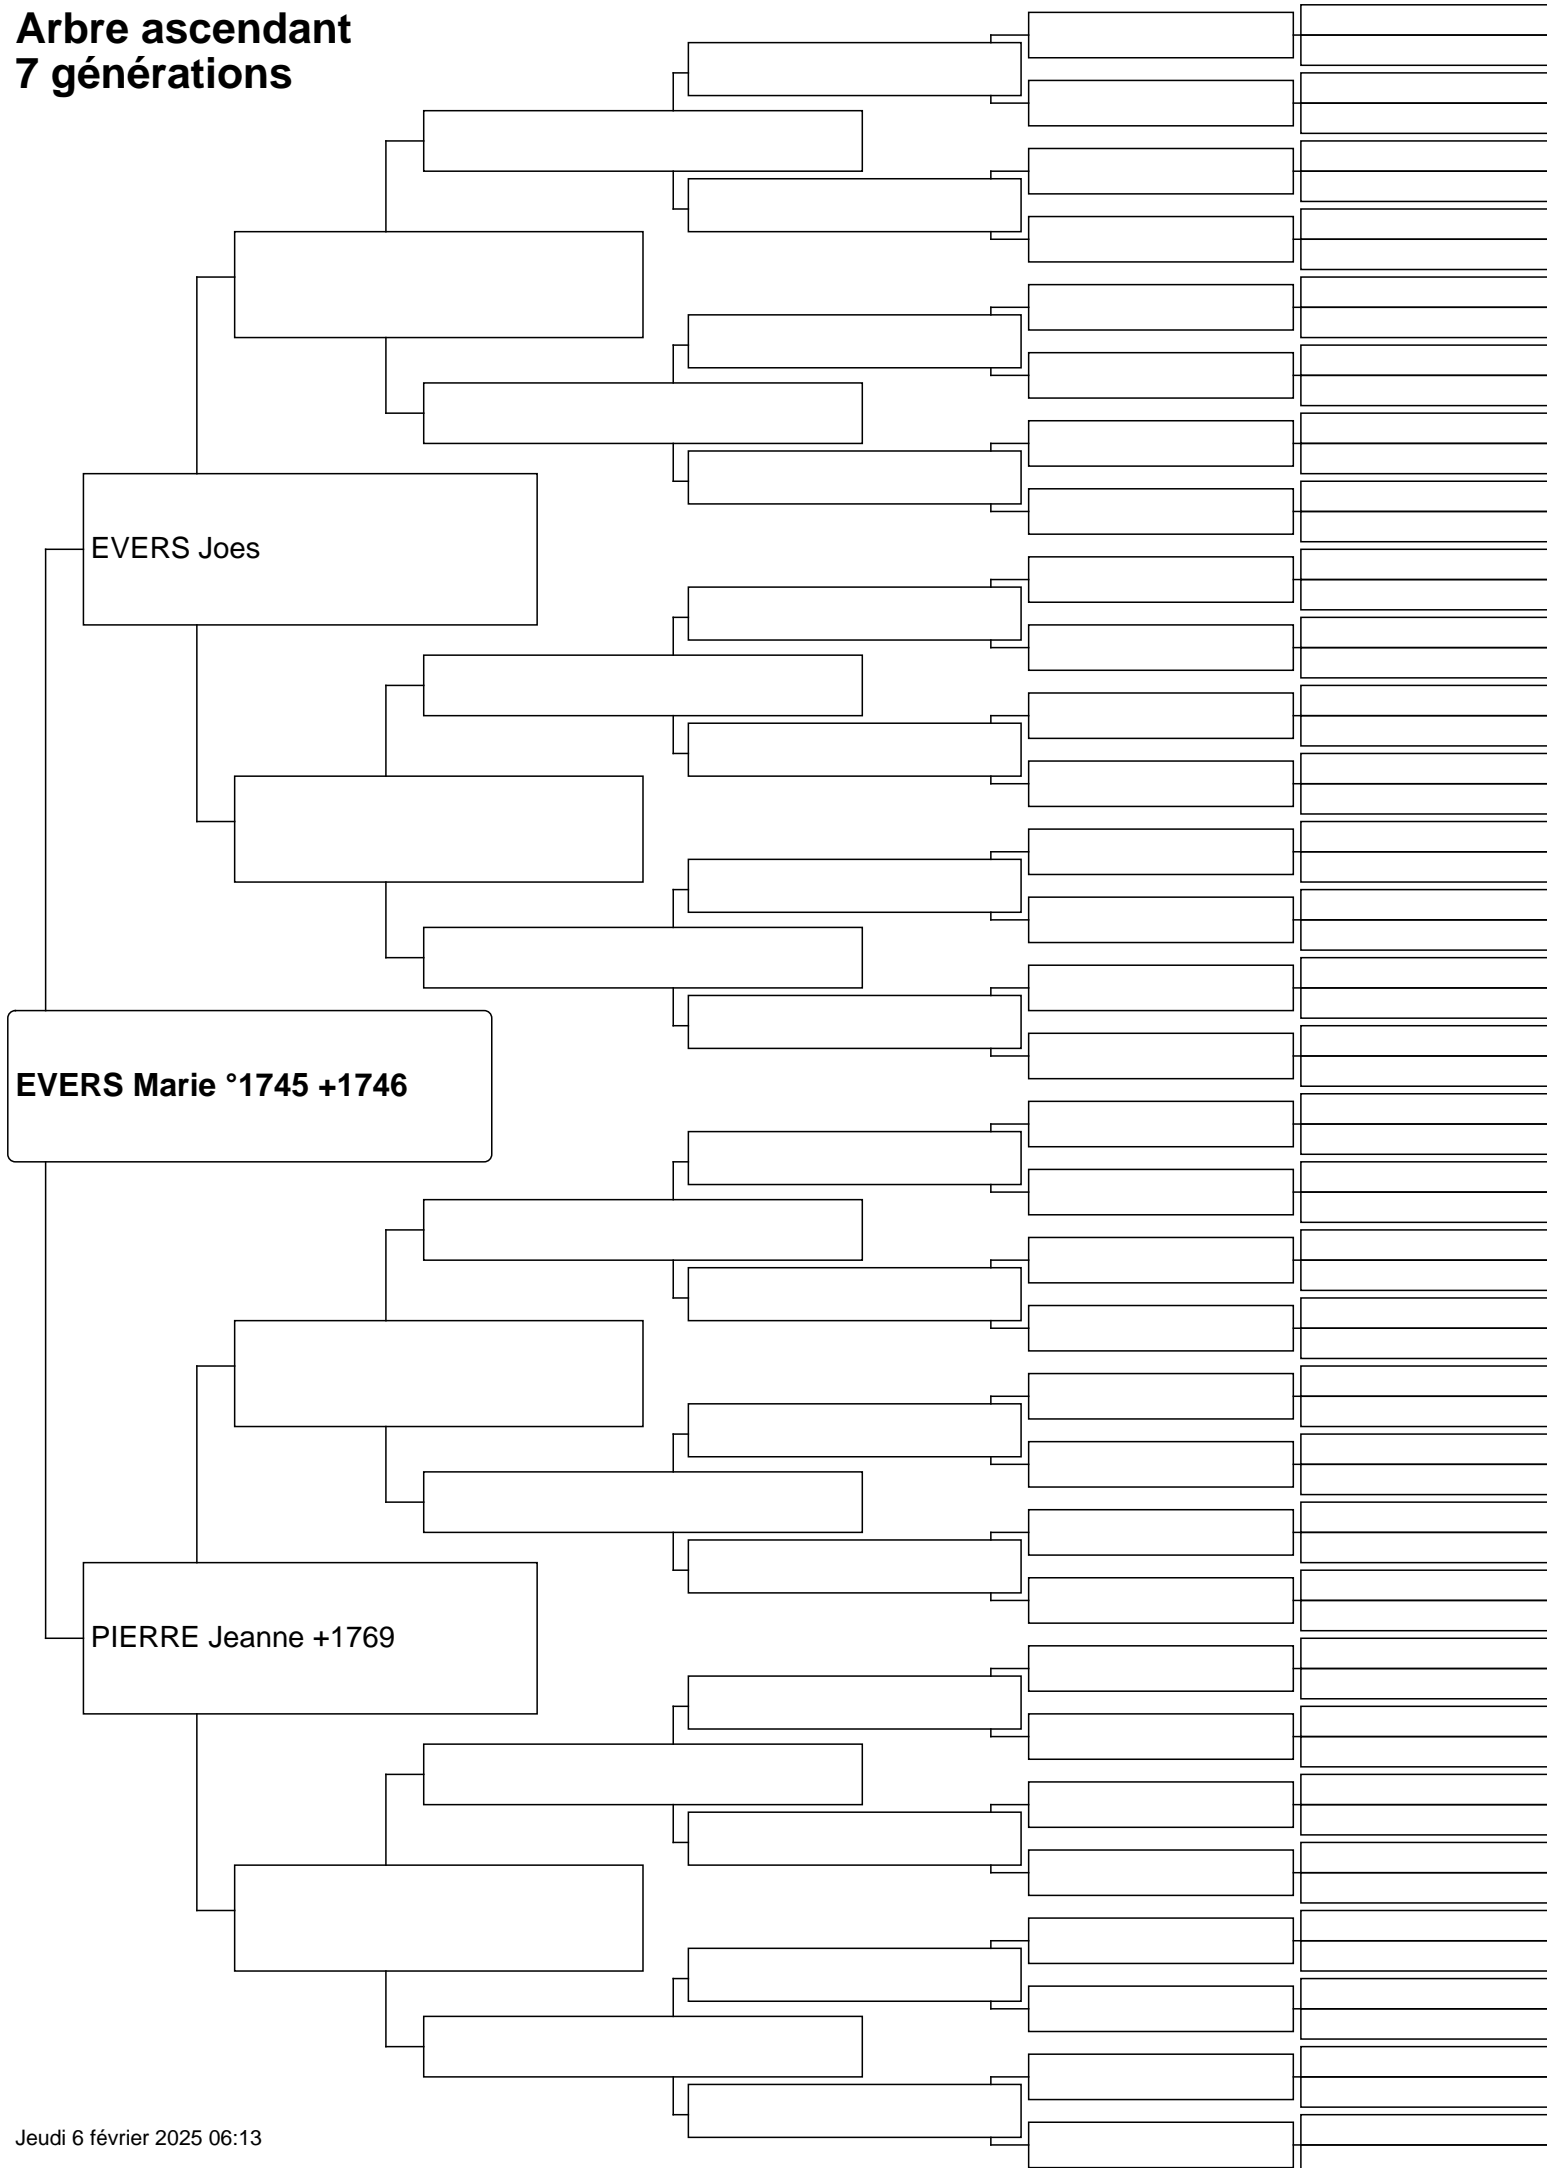 Arbre ascendant
7 générations
EVERS Joes
EVERS Marie °1745 +1746
PIERRE Jeanne +1769
Jeudi 6 février 2025 06:13